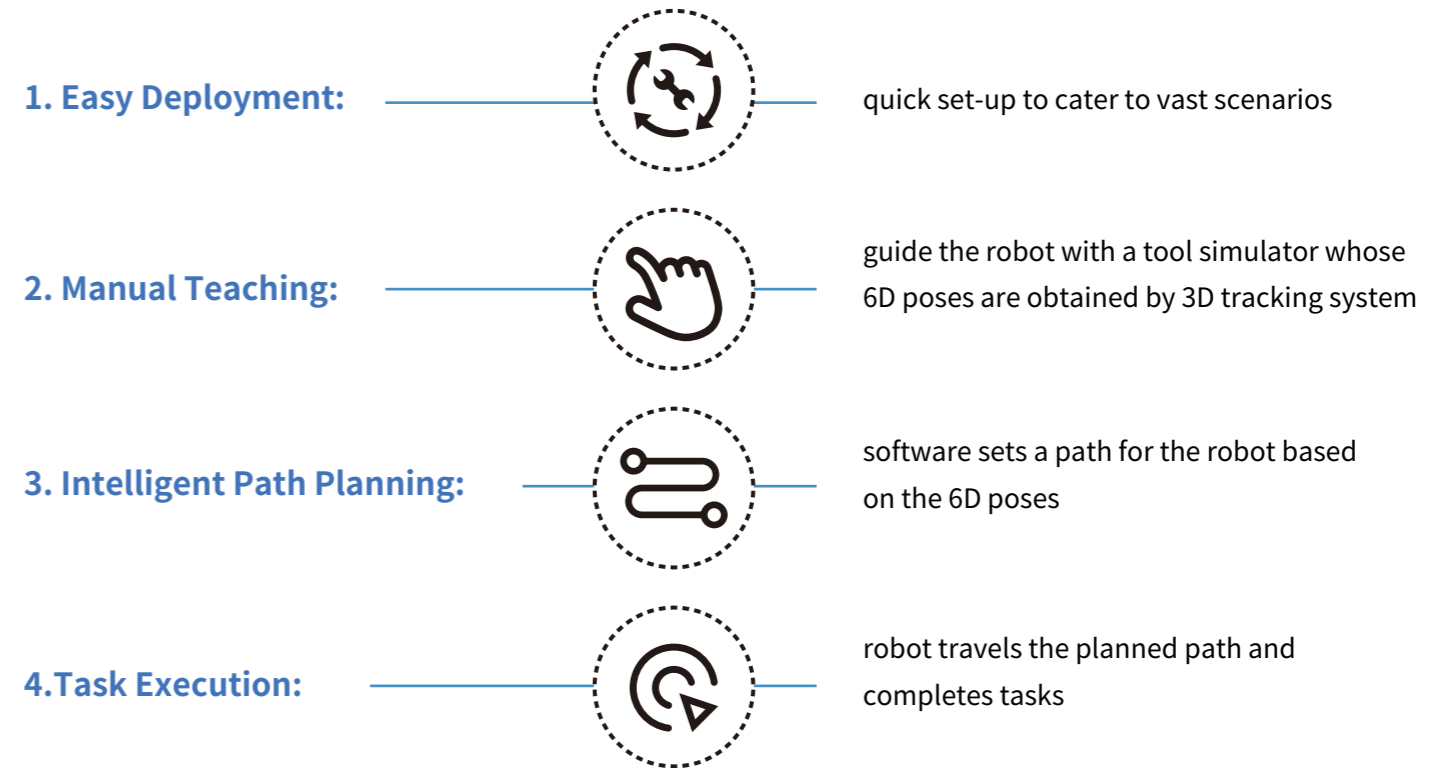 1. Easy Deployment:
quick set-up to cater to vast scenarios
2. Manual Teaching:
guide the robot with a tool simulator whose
6D poses are obtained by 3D tracking system
3. Intelligent Path Planning:
software sets a path for the robot based
on the 6D poses
4.Task Execution:
robot travels the planned path and
completes tasks